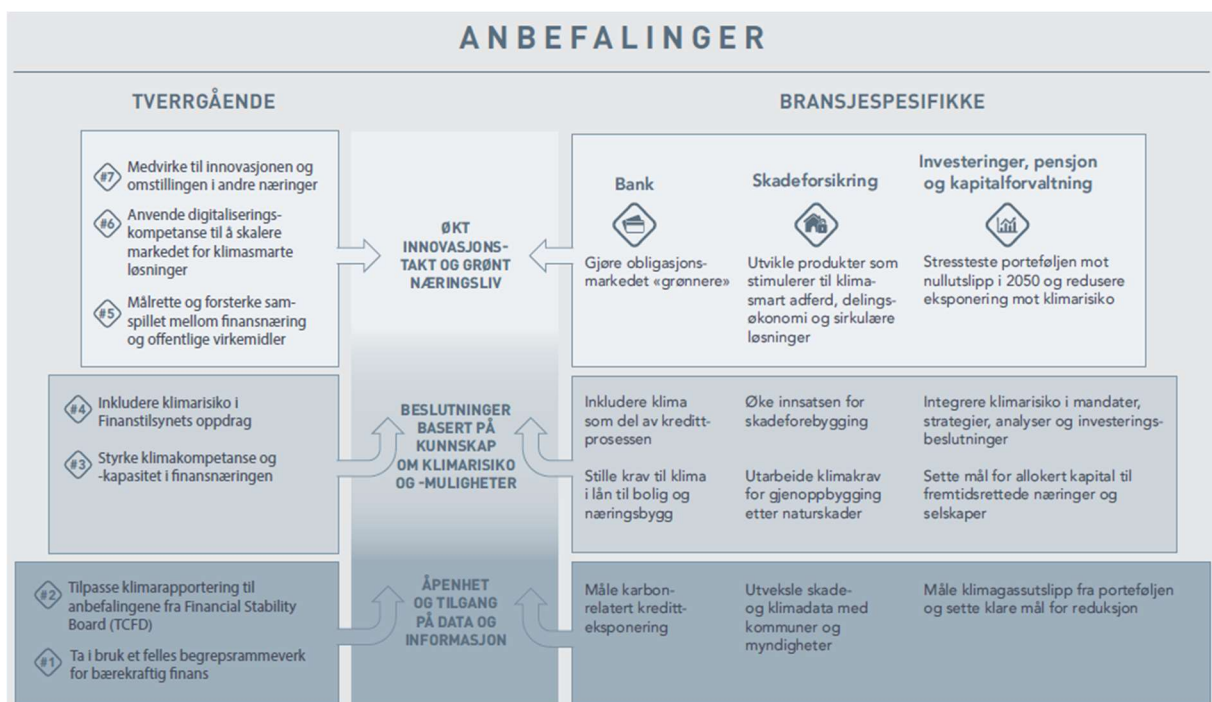 ANBEFALINGER
TVERRGÅENDE
BRANSJESPESIFIKKE
#7
Medvirke til innovasjonen og
omstillingen i andre næringer
#6
Anvende digitaliserings-
kompetanse til å skalere
markedet for klimasmarte
løsninger
#5
Målrette og forsterke sam-
spillet mellom finansnæring
og offentlige virkemidler
ØKT
INNOVASJONS-
TAKT OG GRØNT
NÆRINGSLIV
Bank
Gjøre obligasjons-
markedet «grønnere»
Skadeforsikring
Utvikle produkter som
stimulerer til klima-
smart adferd, delings-
økonomi og sirkulære
løsninger
Investeringer, pensjon
og kapitalforvaltning
Stressteste porteføljen mot
nullutslipp i 2050 og redusere
eksponering mot klimarisiko
#4
Inkludere klimarisiko i
Finanstilsynets oppdrag
#3
Styrke klimakompetanse og
-kapasitet i finansnæringen
BESLUTNINGER
BASERT PÅ
KUNNSKAP
OM KLIMARISIKO
OG -MULIGHETER
Inkludere klima
som del av kreditt-
prosessen
Stille krav til klima
i lån til bolig og
næringsbygg
Øke innsatsen for
skadeforebygging
Utarbeide klimakrav
for gjenoppbygging
etter naturskader
Integrere klimarisiko i mandater,
strategier, analyser og investerings-
beslutninger
Sette mål for allokert kapital til
fremtidsrettede næringer og
selskaper
#2
Tilpasse klimarapportering til
anbefalingene fra Financial Stability
Board (TCFD)
#1
Ta i bruk et felles begrepsrammeverk
for bærekraftig finans
ÅPENHET
OG TILGANG
PÅ DATA OG
INFORMASJON
Måle karbon-
relatert kreditt-
eksponering
Utveksle skade-
og klimadata med
kommuner og
myndigheter
Måle klimagassutslipp fra porteføljen
og sette klare mål for reduksjon